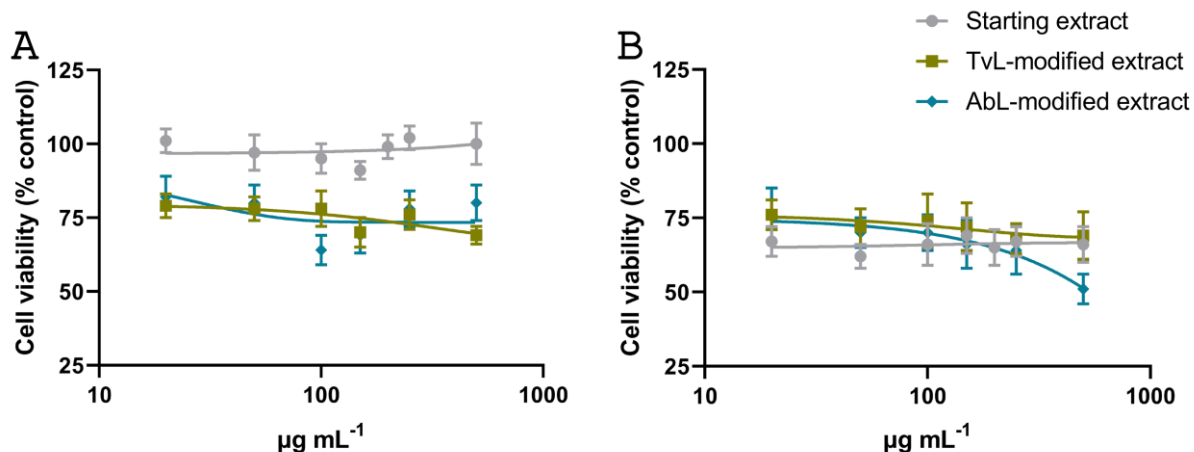 Starting extract
TvL-modified extract
AbL-modified extract
A
Cell viability (% control)
125
100
75
50
25
10
100
1000
µg mL⁻¹
B
Cell viability (% control)
125
100
75
50
25
10
100
1000
µg mL⁻¹